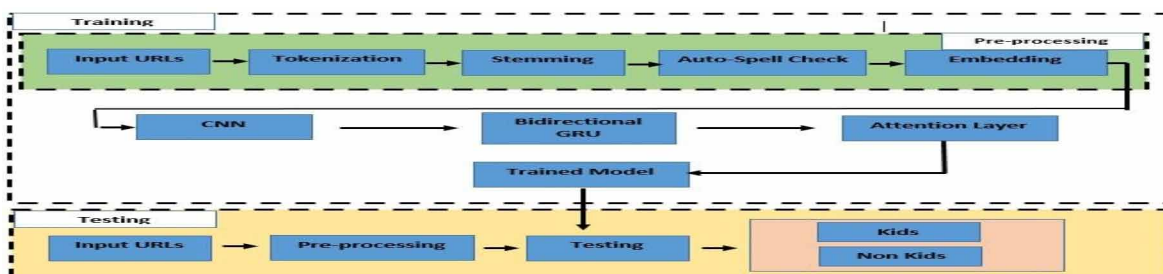 Training
Pre-processing
Input URLs
Tokenization
Stemming
Auto-Spell Check
Embedding
CNN
Bidirectional
GRU
Attention Layer
Trained Model
Testing
Input URLs
Pre-processing
Testing
Kids
Non Kids